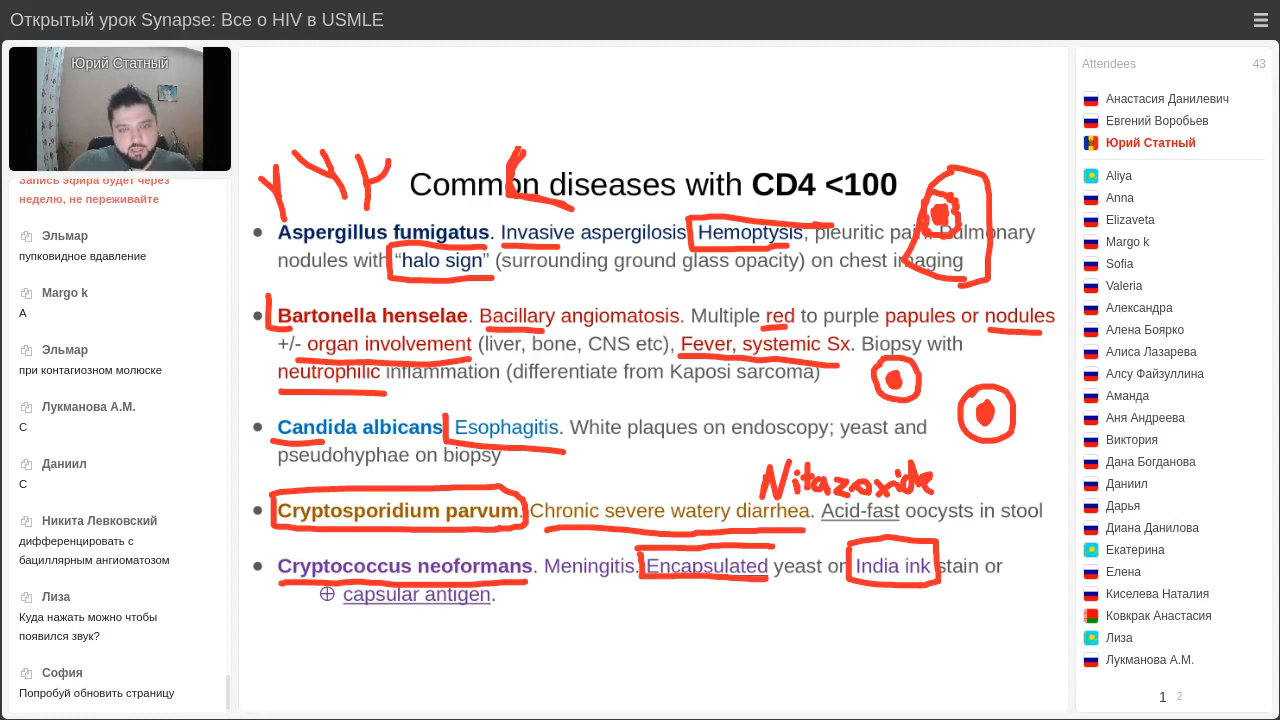 Открытый урок Synapse: Все о HIV в USMLE
Юрий Статный
Запись эфира будет через
неделю, не переживайте
Эльмар
пупковидное вдавление
Margo k
А
Эльмар
при контагиозном молюске
Лукманова А.М.
С
Даниил
С
Никита Левковский
дифференцировать с
бациллярным ангиоматозом
Лиза
Куда нажать можно чтобы
появился звук?
София
Попробуй обновить страницу
Common diseases with CD4 <100
Aspergillus fumigatus. Invasive aspergilosis. Hemoptysis, pleuritic pain. Pulmonary
nodules with “halo sign” (surrounding ground glass opacity) on chest imaging
Bartonella henselae. Bacillary angiomatosis. Multiple red to purple papules or nodules
+/- organ involvement (liver, bone, CNS etc), Fever, systemic Sx. Biopsy with
neutrophilic inflammation (differentiate from Kaposi sarcoma)
Candida albicans. Esophagitis. White plaques on endoscopy; yeast and
pseudohyphae on biopsy
Nitazoxide
Cryptosporidium parvum. Chronic severe watery diarrhea. Acid-fast oocysts in stool
Cryptococcus neoformans. Meningitis. Encapsulated yeast on India ink stain or
⊕ capsular antigen.
Attendees 43
Анастасия Данилевич
Евгений Воробьев
Юрий Статный
Aliya
Anna
Elizaveta
Margo k
Sofia
Valeria
Александра
Алена Боярко
Алиса Лазарева
Алсу Файзуллина
Аманда
Аня Андреева
Виктория
Дана Богданова
Даниил
Дарья
Диана Данилова
Екатерина
Елена
Киселева Наталия
Ковкрак Анастасия
Лиза
Лукманова А.М.
1 2